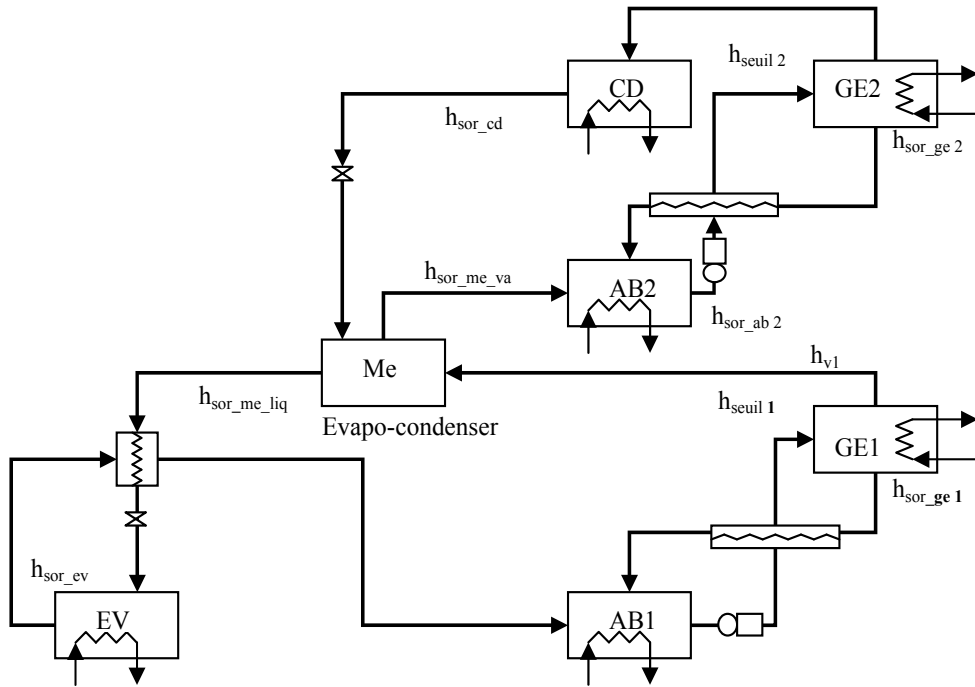 h_seuil 2
CD
GE2
h_sor_cd
h_sor_ge 2
h_sor_me_va
AB2
h_sor_ab 2
Me
h_v1
h_sor_me_liq
h_seuil 1
Evapo-condenser
GE1
h_sor_ge 1
h_sor_ev
EV
AB1